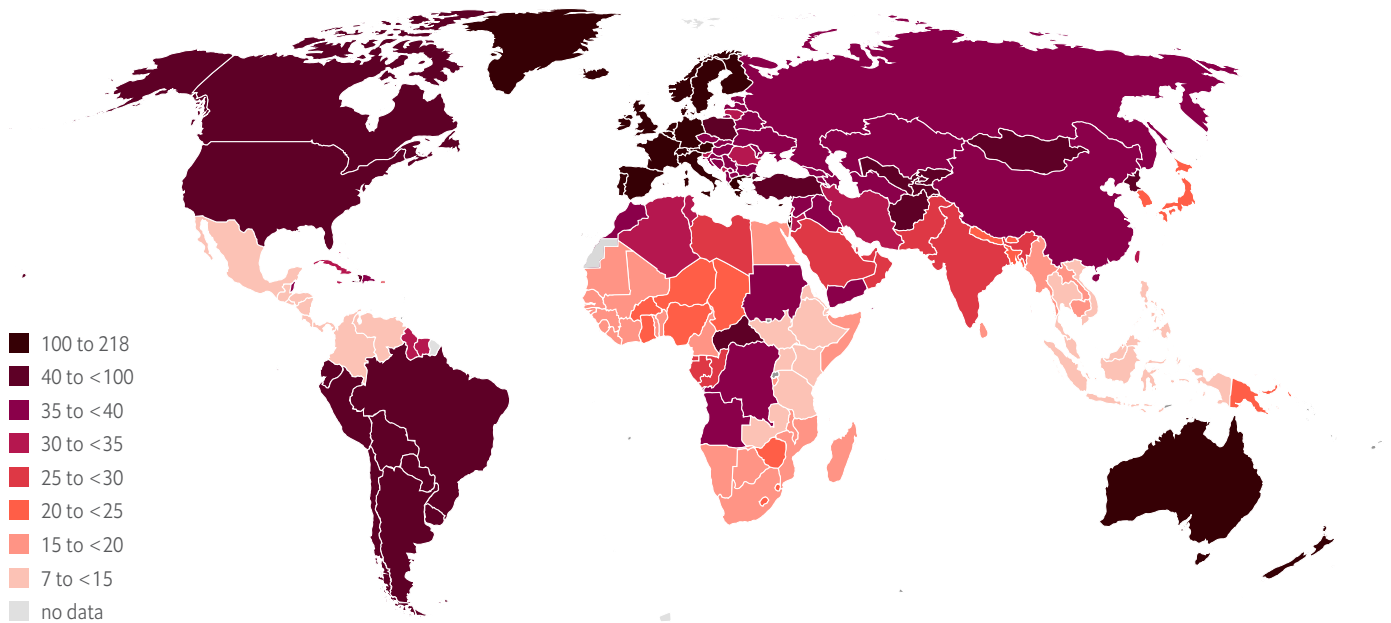 100 to 218
40 to <100
35 to <40
30 to <35
25 to <30
20 to <25
15 to <20
7 to <15
no data